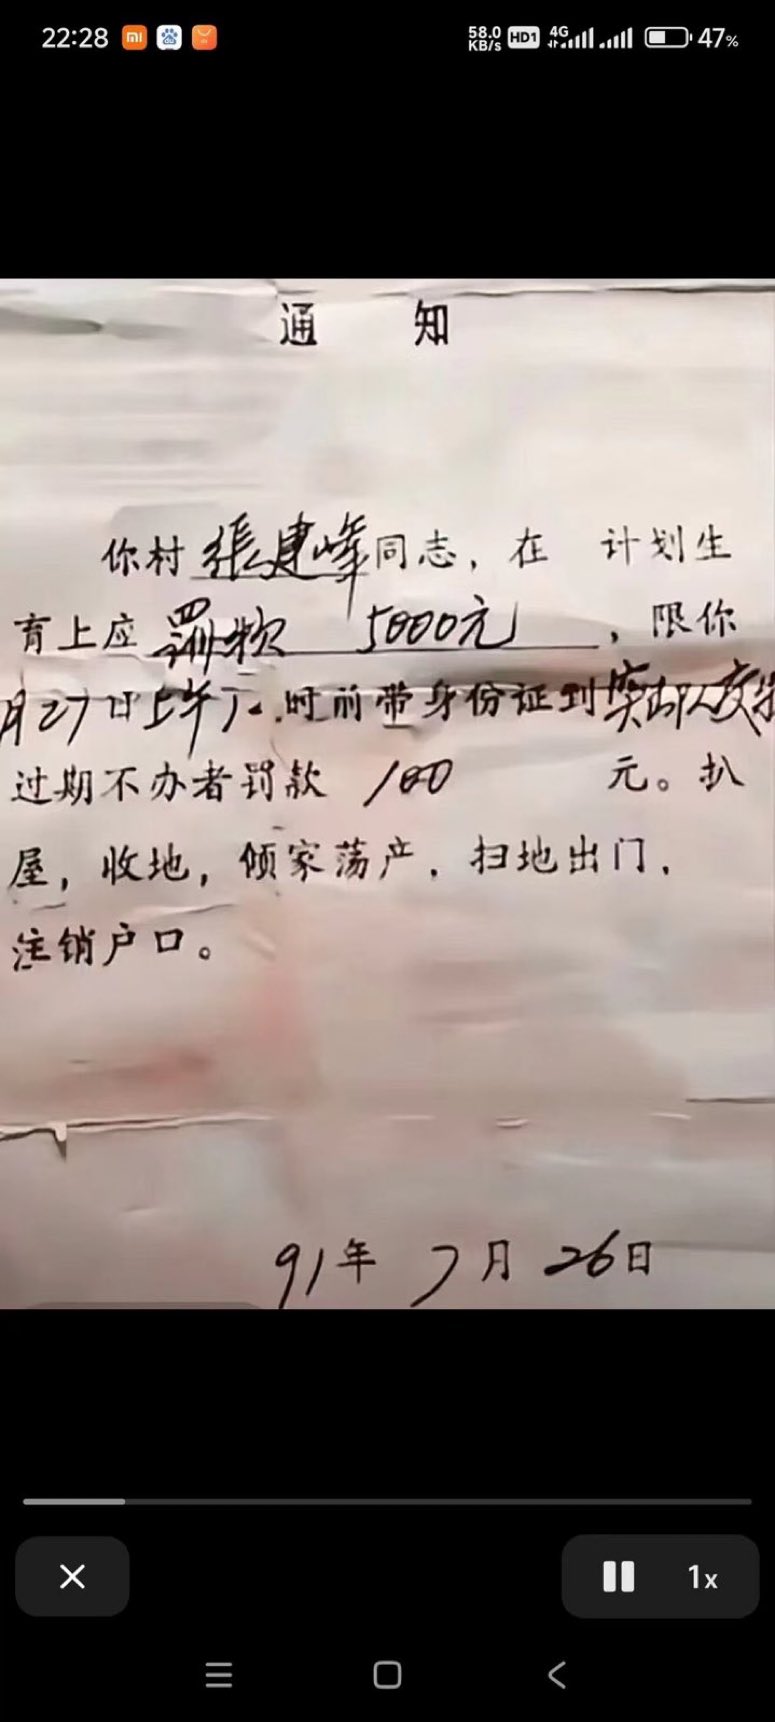 22:28
58.0 KB/s HD1 4G 47%
通 知
你村张建峰同志，在 计划生
育上应罚款 5000元，限你
月27日上午 时前带身份证到突击队交
过期不办者罚款 100 元。扒
屋，收地，倾家荡产．扫地出门．
注销户口。
91年 7月 26日
1x